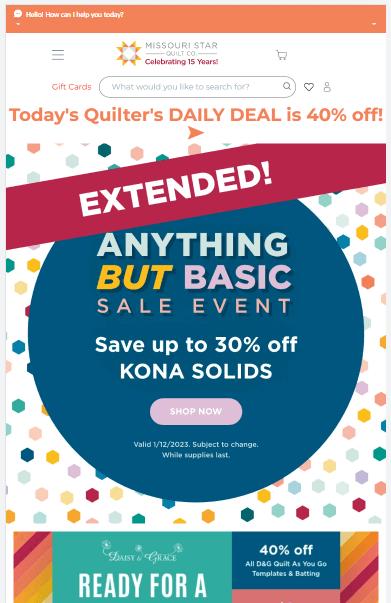 Hello! How can I help you today?
MISSOURI STAR
QUILT CO.
Celebrating 15 Years!
Gift Cards
What would you like to search for?
Today's Quilter's DAILY DEAL is 40% off!
EXTENDED!
ANYTHING
BUT BASIC
SALE EVENT
Save up to 30% off
KONA SOLIDS
SHOP NOW
Valid 1/12/2023. Subject to change.
While supplies last.
DAISY & GRACE
READY FOR A
40% off
All D&G Quilt As You Go
Templates & Batting